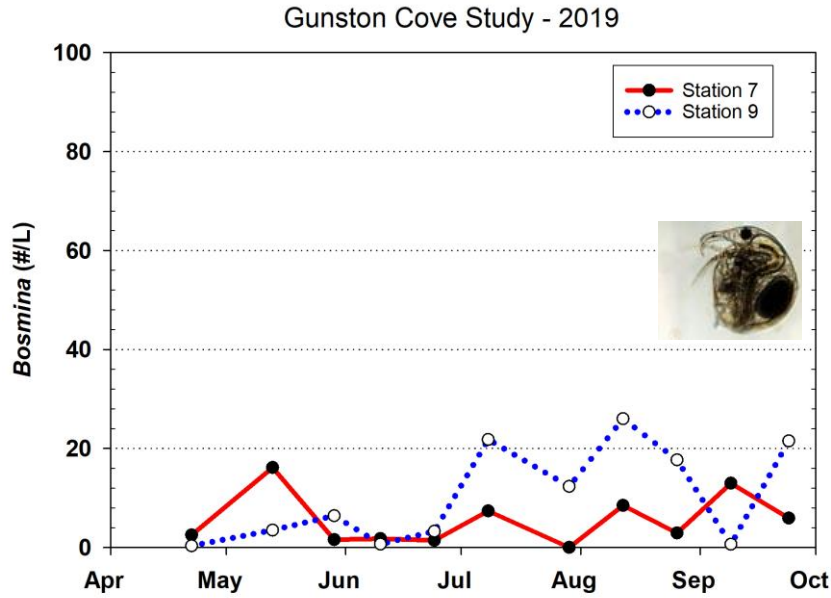 Gunston Cove Study - 2019
Bosmina (#/L)
100
80
60
40
20
0
Station 7
Station 9
Apr May Jun Jul Aug Sep Oct